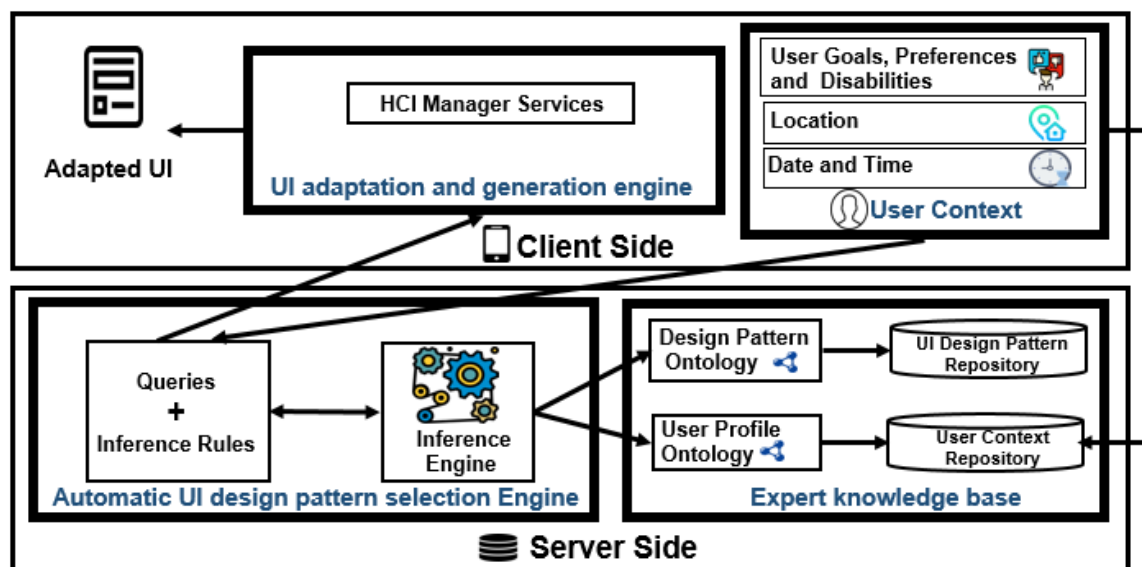 Adapted UI
HCI Manager Services
UI adaptation and generation engine
User Goals, Preferences
and Disabilities
Location
Date and Time
User Context
Client Side
Queries
+
Inference Rules
Inference
Engine
Automatic UI design pattern selection Engine
Design Pattern
Ontology
UI Design Pattern
Repository
User Profile
Ontology
User Context
Repository
Expert knowledge base
Server Side